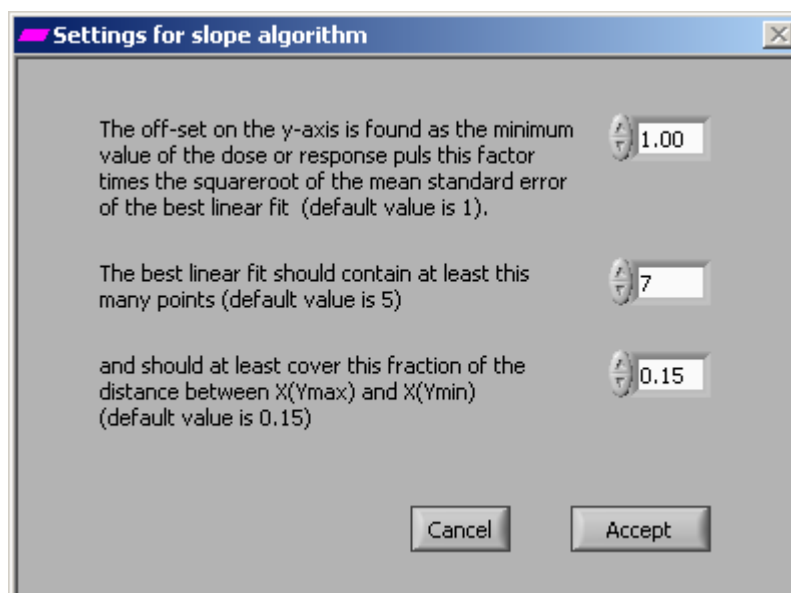 Settings for slope algorithm
The off-set on the y-axis is found as the minimum
value of the dose or response puls this factor
times the squareroot of the mean standard error
of the best linear fit  (default value is 1).
1.00
The best linear fit should contain at least this
many points (default value is 5)
7
and should at least cover this fraction of the
distance between X(Ymax) and X(Ymin)
(default value is 0.15)
0.15
Cancel
Accept